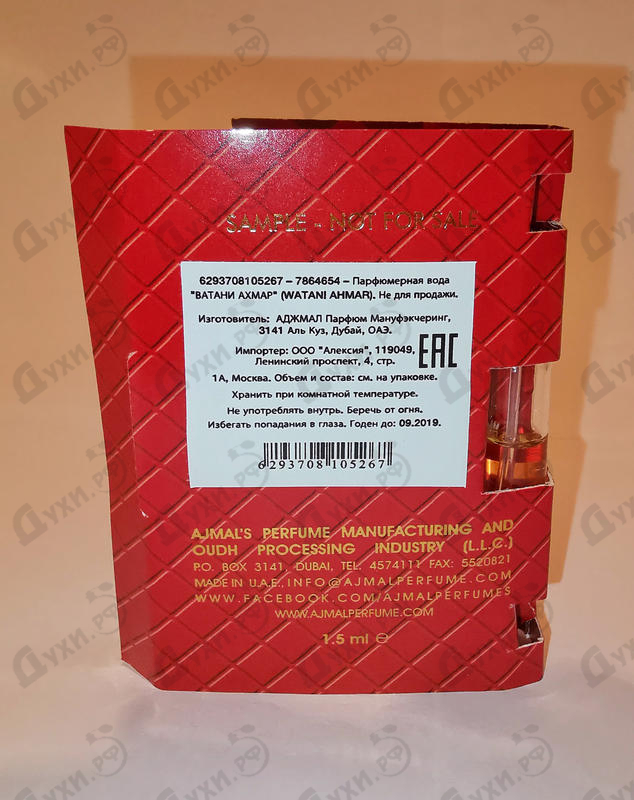 SAMPLE - NOT FOR SALE
6293708105267 – 7864654 – Парфюмерная вода
"ВАТАНИ АХМАР" (WATANI AHMAR). Не для продажи.
Изготовитель: АДЖМАЛ Парфюм Мануфэкчеринг,
3141 Аль Куз, Дубай, ОАЭ.
Импортер: ООО "Алексия", 119049,
Ленинский проспект, 4, стр.
EAC
1А, Москва. Объем и состав: см. на упаковке.
Хранить при комнатной температуре.
Не употреблять внутрь. Беречь от огня.
Избегать попадания в глаза. Годен до: 09.2019.
6293708105267
AJMAL'S PERFUME MANUFACTURING AND
OUDH PROCESSING INDUSTRY (L.L.C.)
P.O. BOX 3141, DUBAI, TEL. 4574111 FAX: 5520821
MADE IN U.A.E., INFO@AJMALPERFUME.COM
WWW.FACEBOOK.COM/AJMALPERFUMES
WWW.AJMALPERFUME.COM
1.5 ml ℮
Духи.РФ